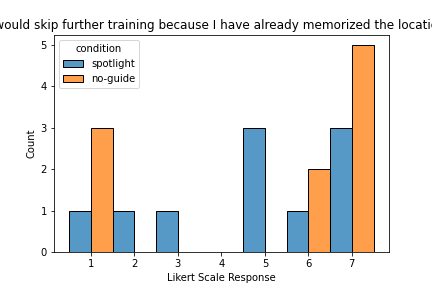 would skip further training because I have already memorized the locatio
condition
spotlight
no-guide
5
4
3
2
1
0
Count
1 2 3 4 5 6 7
Likert Scale Response